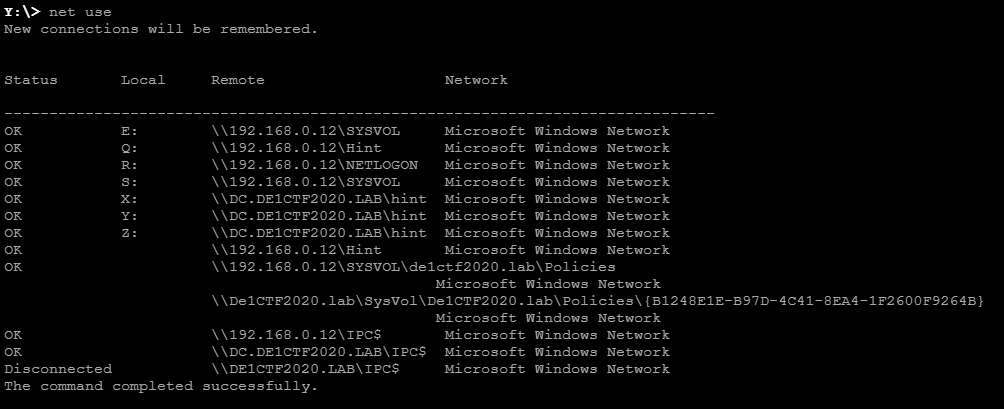 Y:\> net use
New connections will be remembered.
Status Local Remote Network
-------------------------------------------------------------------------------
OK E: \\192.168.0.12\SYSVOL Microsoft Windows Network
OK Q: \\192.168.0.12\Hint Microsoft Windows Network
OK R: \\192.168.0.12\NETLOGON Microsoft Windows Network
OK S: \\192.168.0.12\SYSVOL Microsoft Windows Network
OK X: \\DC.DE1CTF2020.LAB\hint Microsoft Windows Network
OK Y: \\DC.DE1CTF2020.LAB\hint Microsoft Windows Network
OK Z: \\DC.DE1CTF2020.LAB\hint Microsoft Windows Network
OK \\192.168.0.12\Hint Microsoft Windows Network
OK \\192.168.0.12\SYSVOL\de1ctf2020.lab\Policies
Microsoft Windows Network
\\De1CTF2020.lab\SysVol\De1CTF2020.lab\Policies\{B1248E1E-B97D-4C41-8EA4-1F2600F9264B}
Microsoft Windows Network
OK \\192.168.0.12\IPC$ Microsoft Windows Network
OK \\DC.DE1CTF2020.LAB\IPC$ Microsoft Windows Network
Disconnected \\DE1CTF2020.LAB\IPC$ Microsoft Windows Network
The command completed successfully.